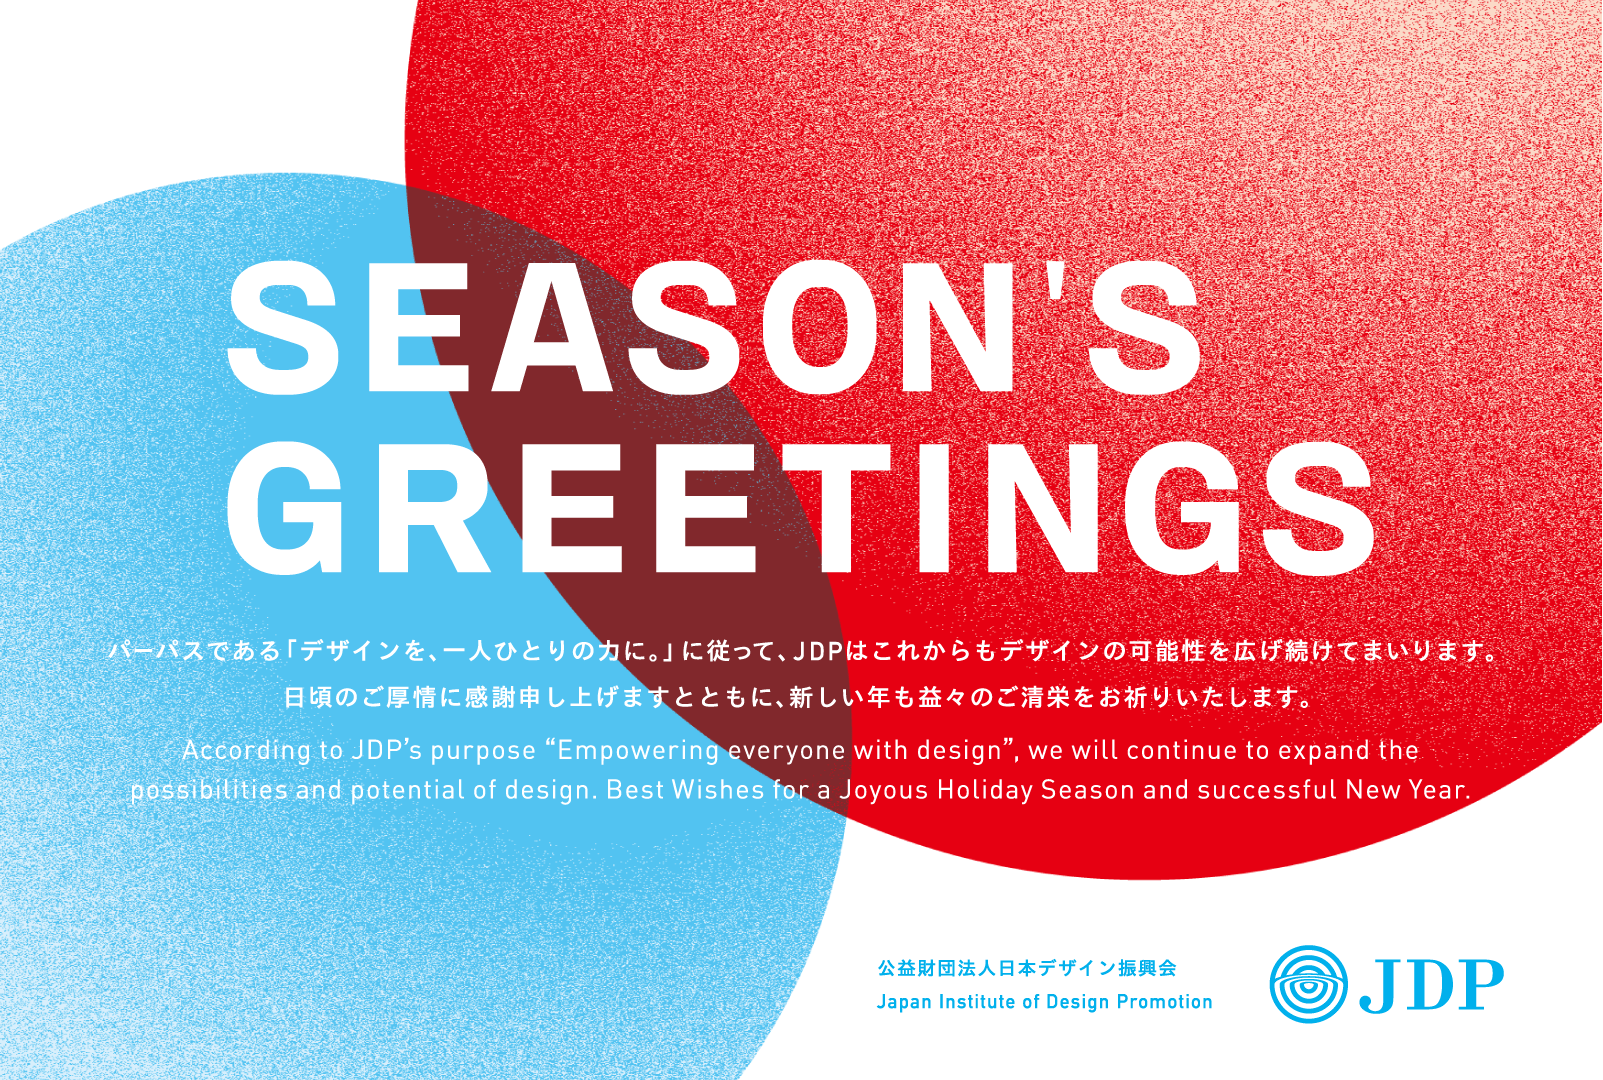 SEASON'S
GREETINGS
パーパスである「デザインを、一人ひとりの力に。」に従って、JDPはこれからもデザインの可能性を広げ続けてまいります。
日頃のご厚情に感謝申し上げますとともに、新しい年も益々のご清栄をお祈りいたします。
According to JDP’s purpose “Empowering everyone with design”, we will continue to expand the
possibilities and potential of design. Best Wishes for a Joyous Holiday Season and successful New Year.
公益財団法人日本デザイン振興会
Japan Institute of Design Promotion
JDP